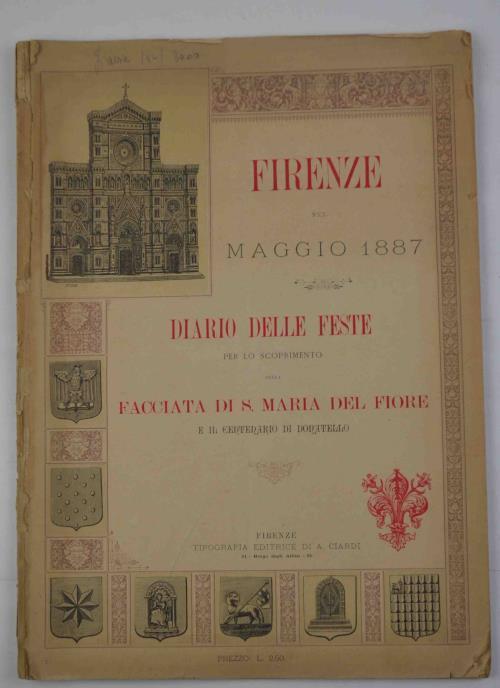 FIRENZE
NEL
MAGGIO 1887
DIARIO DELLE FESTE
PER LO SCOPRIMENTO
DELLA
FACCIATA DI S. MARIA DEL FIORE
E IL CENTENARIO DI DONATELLO
FIRENZE
TIPOGRAFIA EDITRICE DI A. CIARDI
PREZZO: L. 2,50.